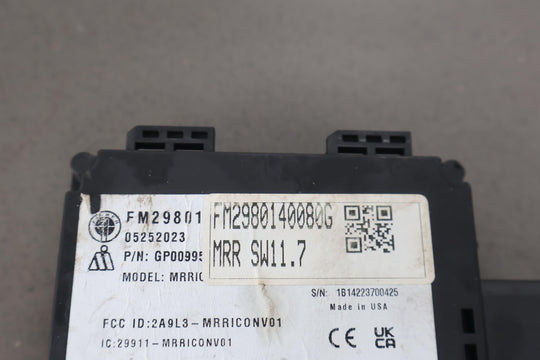 FM29801
FM2980140080G
05252023
P/N: GP00995
MRR SW11.7
MODEL: MRRIC
S/N: 1B14223700425
Made in USA
FCC ID:2A9L3-MRRICONV01
IC:29911-MRRICONV01
CE UK CA